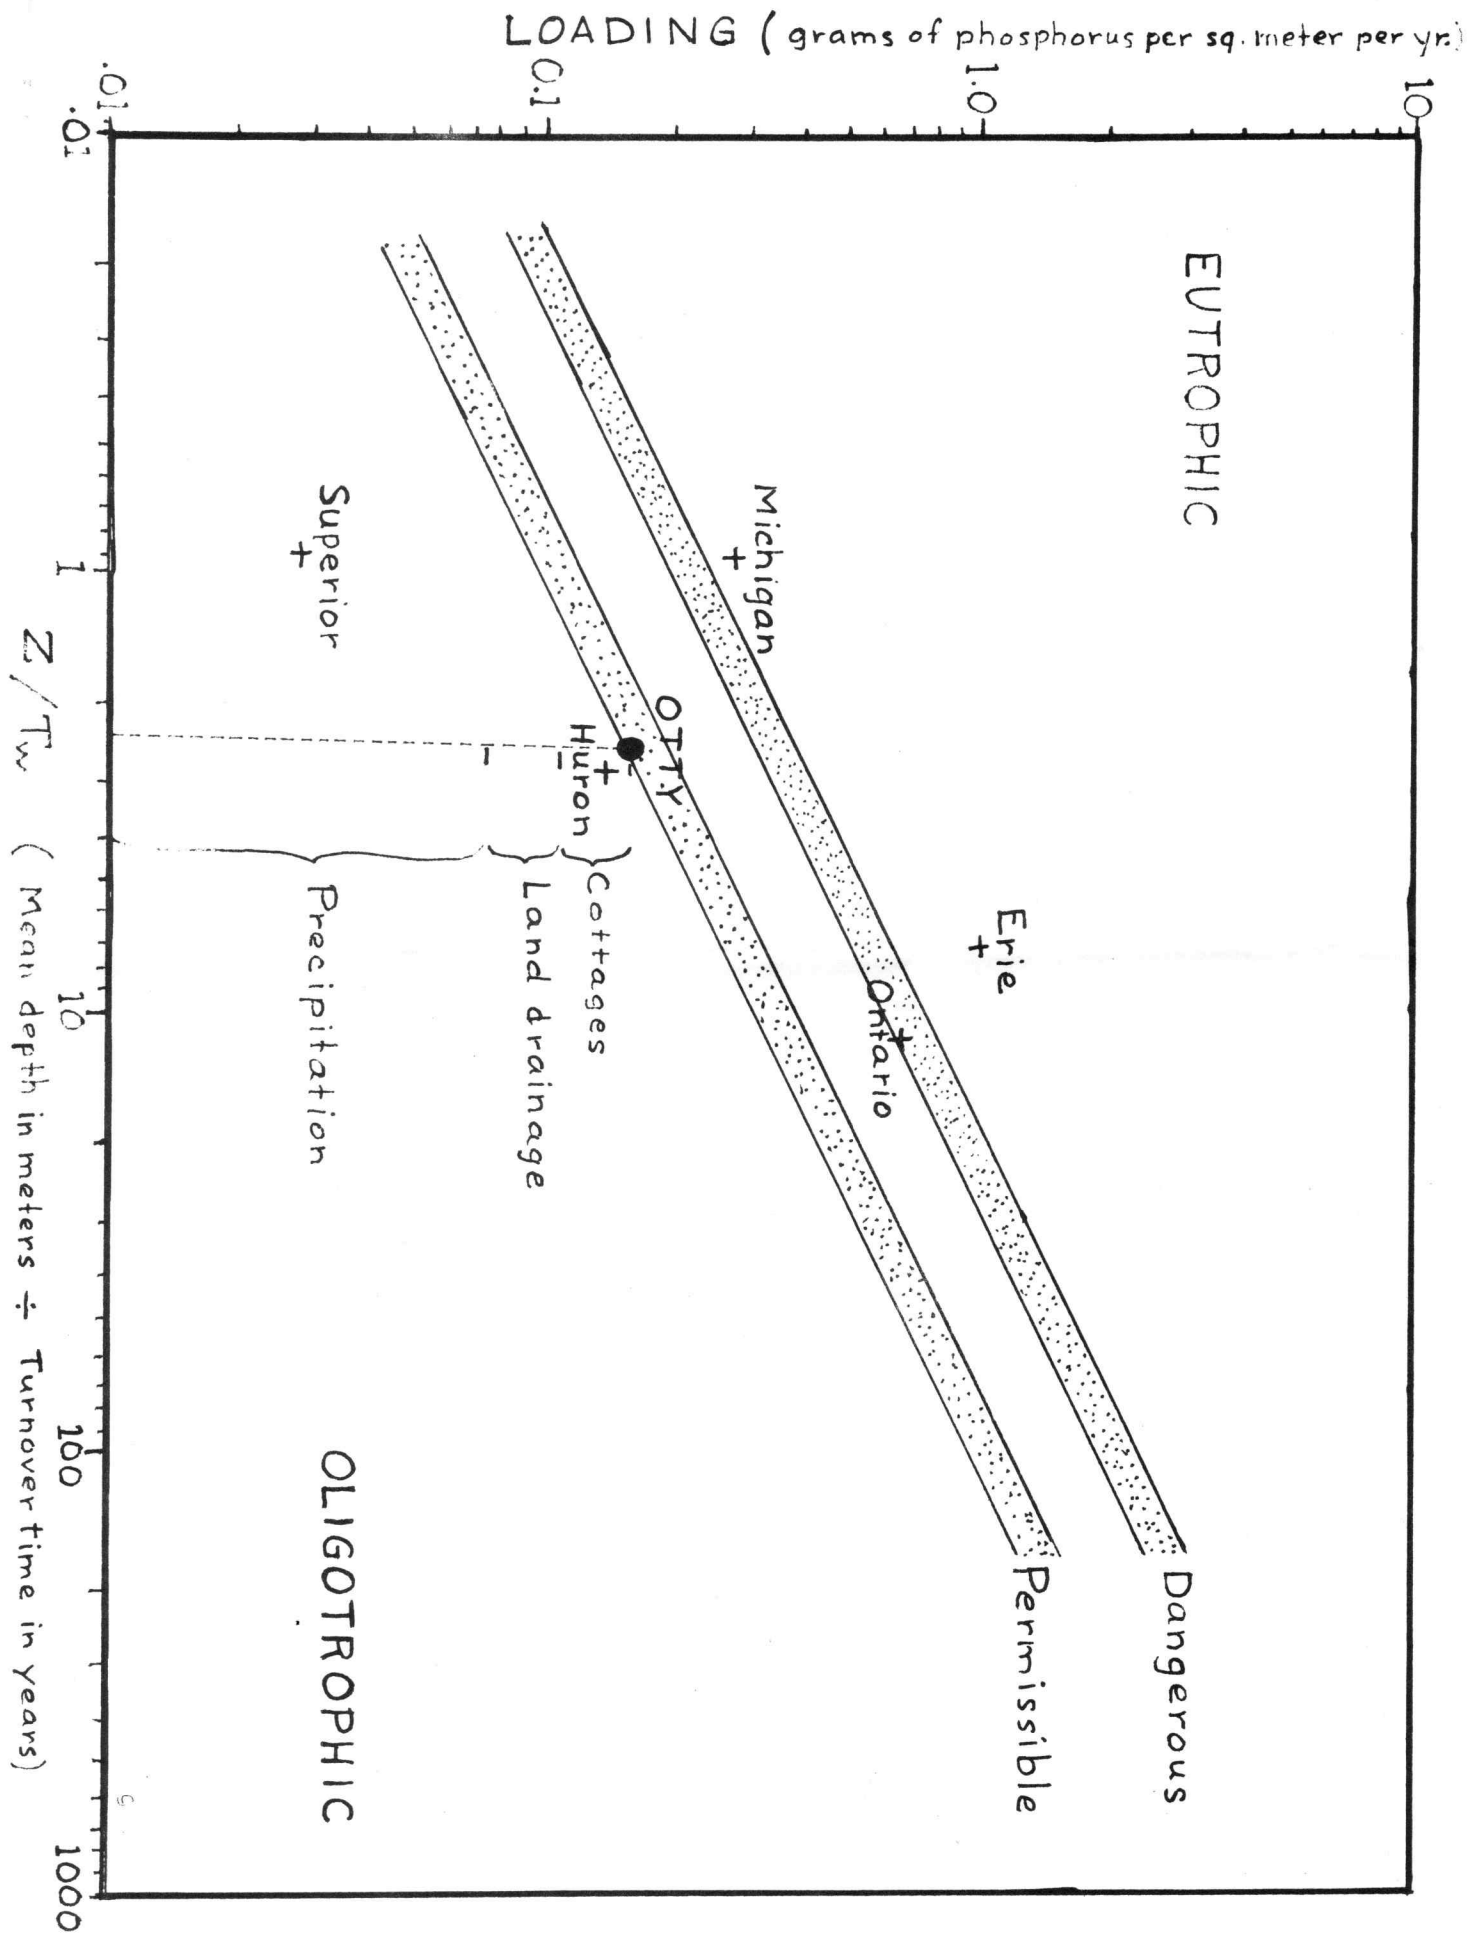 LOADING (grams of phosphorus per sq. meter per yr.)
10
1.0
0.1
.01
EUTROPHIC
Dangerous
Permissible
Michigan
Erie
Ontario
OTTY
Huron
Superior
Cottages
Land drainage
Precipitation
OLIGOTROPHIC
.01
1
10
100
1000
Z/Tw (Mean depth in meters ÷ Turnover time in years)